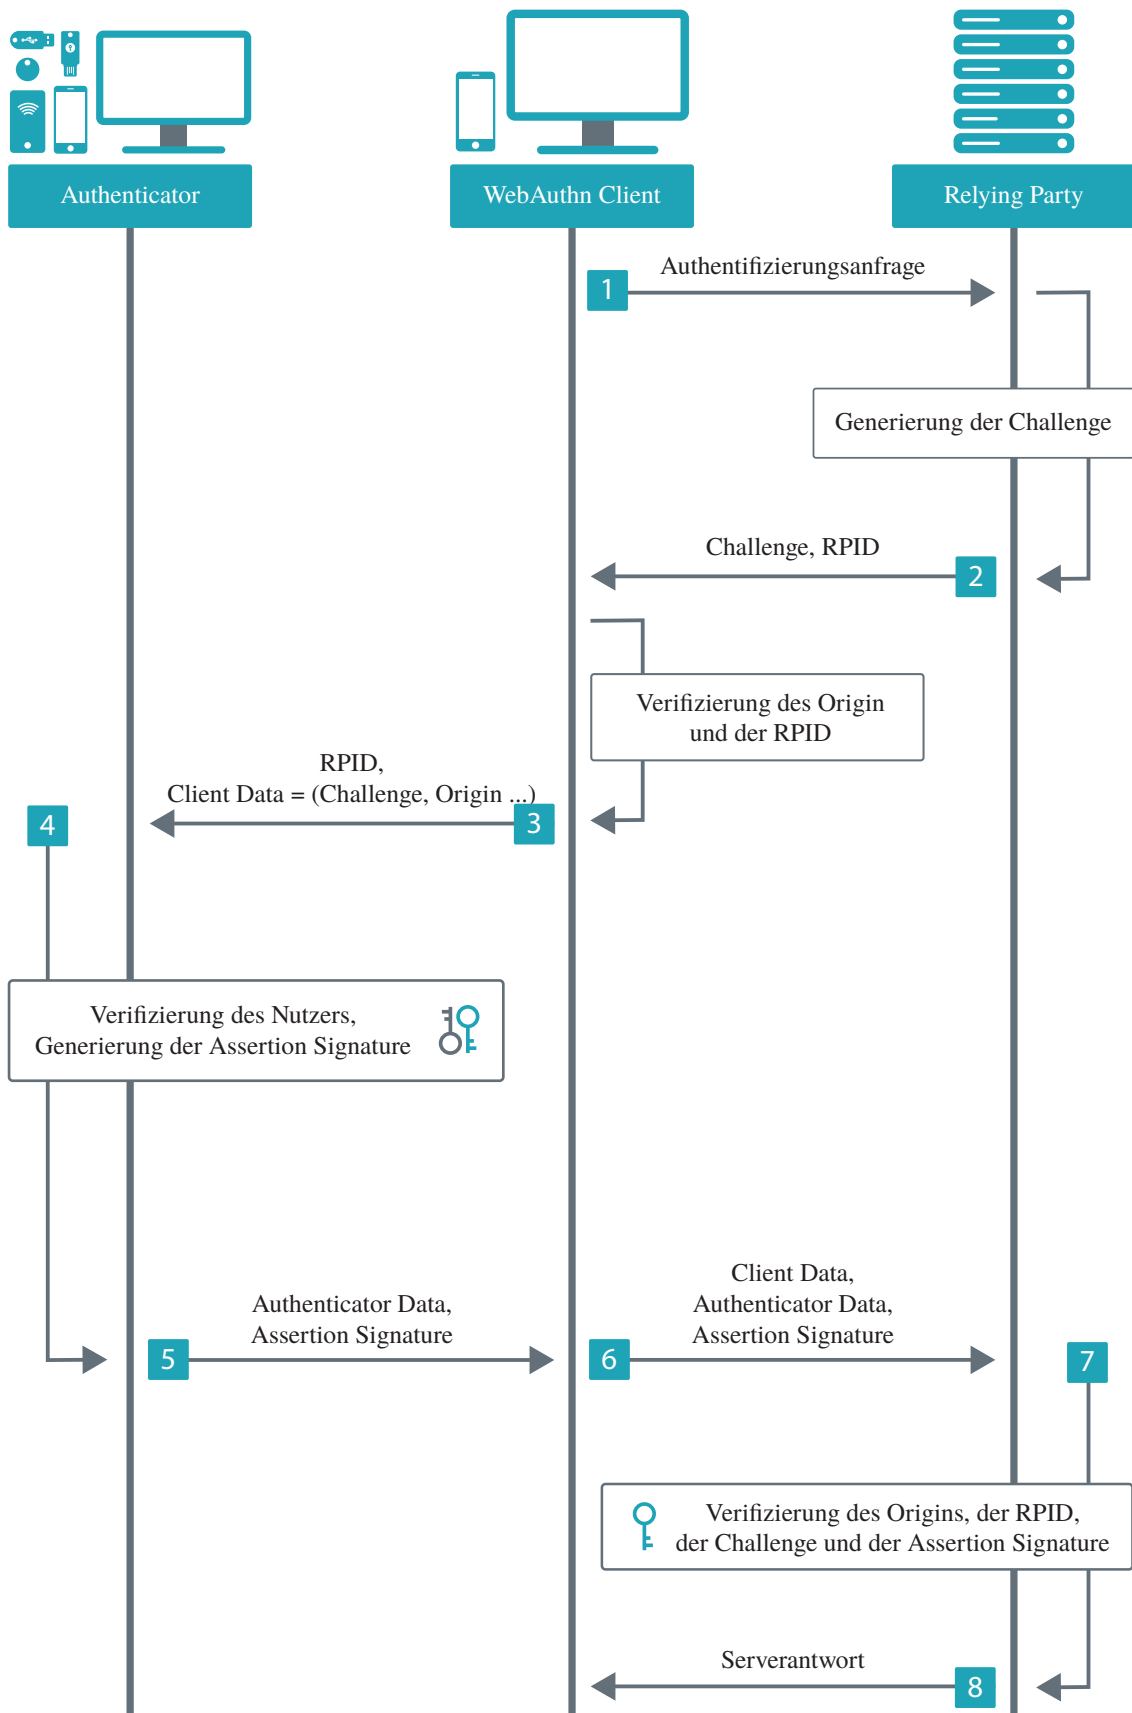 Authenticator
WebAuthn Client
Relying Party
1
Authentifizierungsanfrage
Generierung der Challenge
Challenge, RPID
2
Verifizierung des Origin
und der RPID
RPID,
Client Data = (Challenge, Origin ...)
3
4
Verifizierung des Nutzers,
Generierung der Assertion Signature
5
Authenticator Data,
Assertion Signature
6
Client Data,
Authenticator Data,
Assertion Signature
7
Verifizierung des Origins, der RPID,
der Challenge und der Assertion Signature
Serverantwort
8